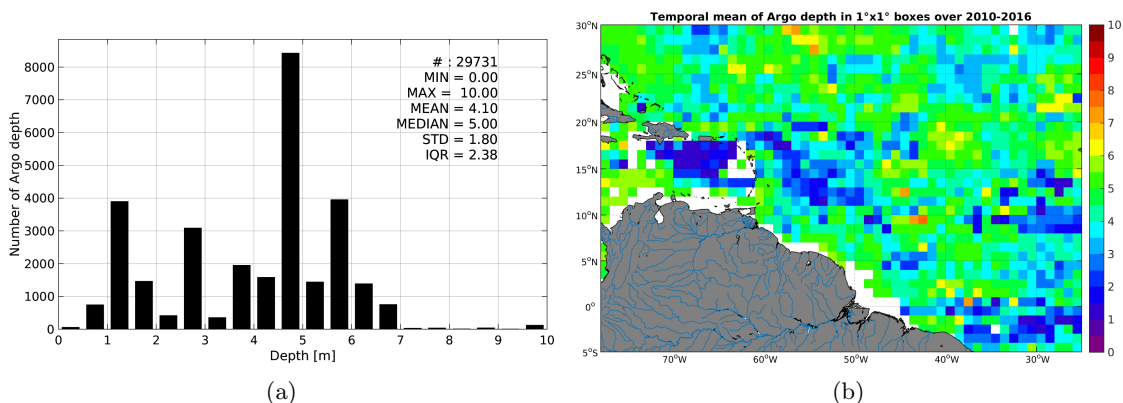 # : 29731
MIN = 0.00
MAX = 10.00
MEAN = 4.10
MEDIAN = 5.00
STD = 1.80
IQR = 2.38
Number of Argo depth
8000
7000
6000
5000
4000
3000
2000
1000
0
0 1 2 3 4 5 6 7 8 9 10
Depth [m]
(a)
Temporal mean of Argo depth in 1°x1° boxes over 2010-2016
30°N
25°N
20°N
15°N
10°N
5°N
0°
5°S
70°W 60°W 50°W 40°W 30°W
10
9
8
7
6
5
4
3
2
1
0
(b)